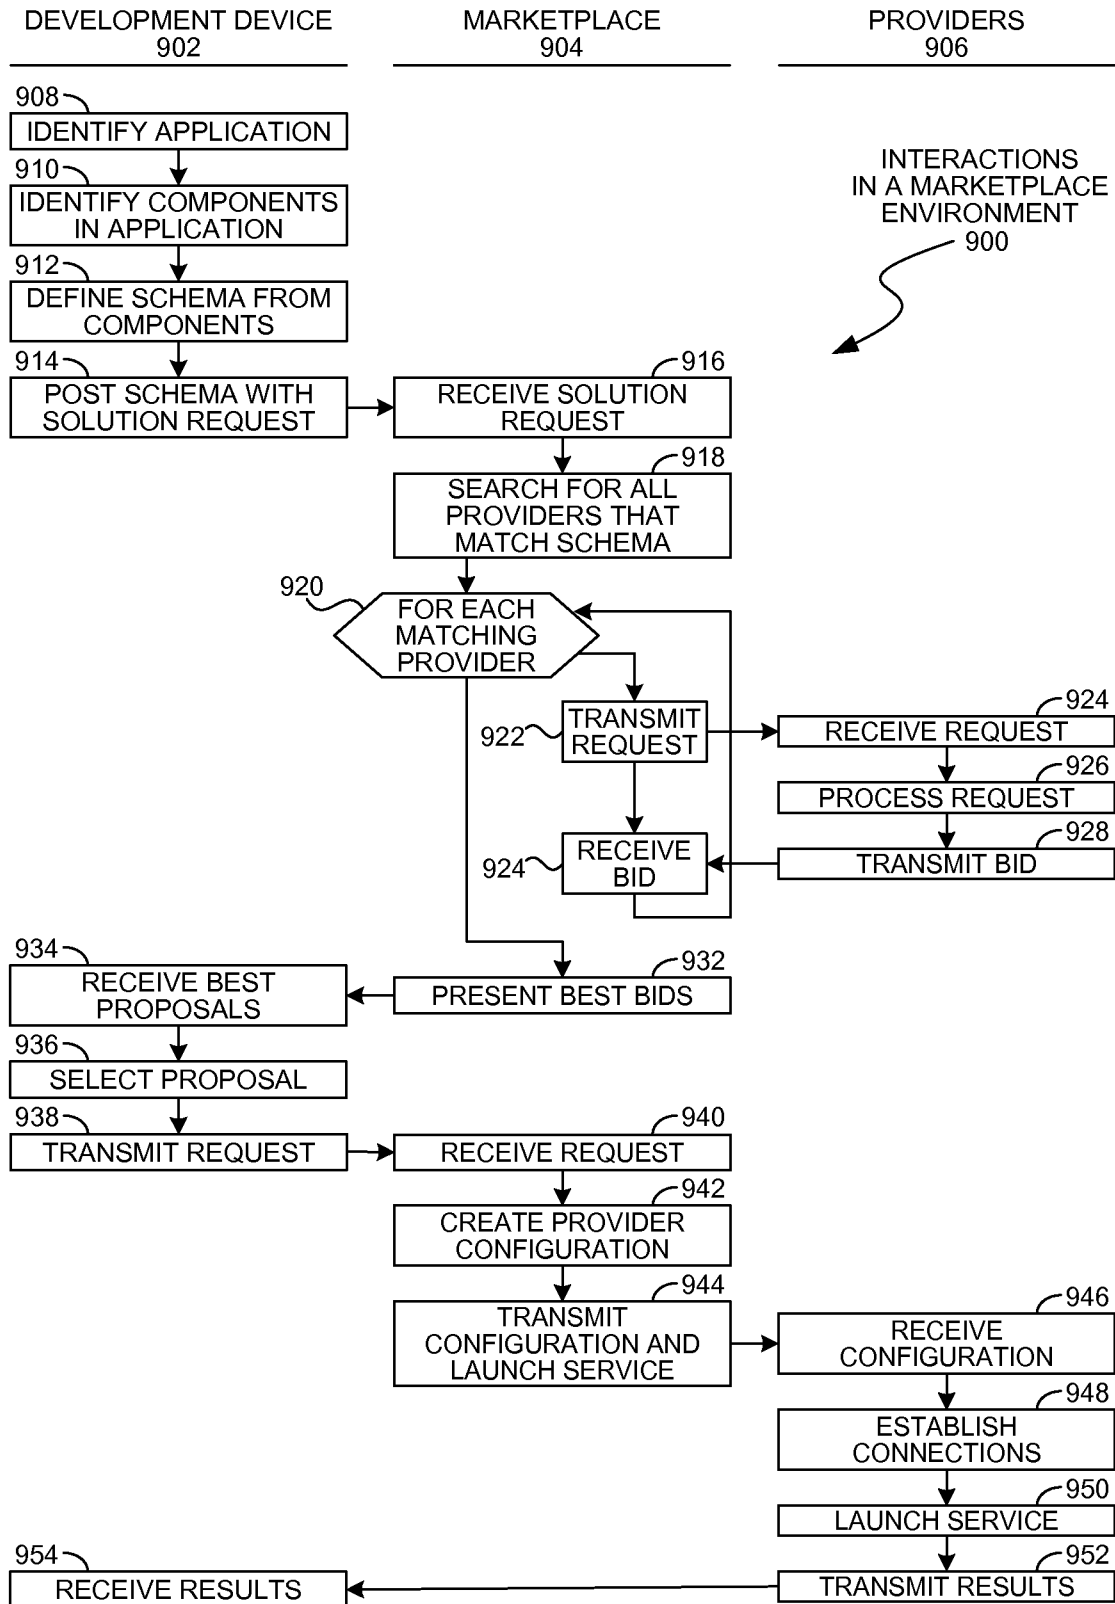 DEVELOPMENT DEVICE
902
MARKETPLACE
904
PROVIDERS
906
INTERACTIONS
IN A MARKETPLACE
ENVIRONMENT
900
908
IDENTIFY APPLICATION
910
IDENTIFY COMPONENTS
IN APPLICATION
912
DEFINE SCHEMA FROM
COMPONENTS
914
POST SCHEMA WITH
SOLUTION REQUEST
916
RECEIVE SOLUTION
REQUEST
918
SEARCH FOR ALL
PROVIDERS THAT
MATCH SCHEMA
920
FOR EACH
MATCHING
PROVIDER
922
TRANSMIT
REQUEST
924
RECEIVE REQUEST
926
PROCESS REQUEST
928
TRANSMIT BID
924
RECEIVE
BID
932
PRESENT BEST BIDS
934
RECEIVE BEST
PROPOSALS
936
SELECT PROPOSAL
938
TRANSMIT REQUEST
940
RECEIVE REQUEST
942
CREATE PROVIDER
CONFIGURATION
944
TRANSMIT
CONFIGURATION AND
LAUNCH SERVICE
946
RECEIVE
CONFIGURATION
948
ESTABLISH
CONNECTIONS
950
LAUNCH SERVICE
952
TRANSMIT RESULTS
954
RECEIVE RESULTS